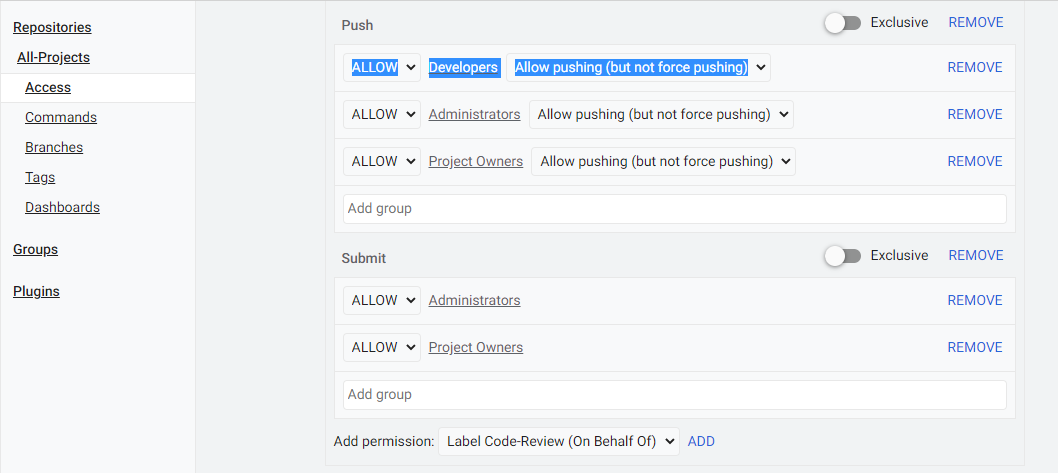 Repositories
All-Projects
Access
Commands
Branches
Tags
Dashboards
Groups
Plugins
Push Exclusive REMOVE
ALLOW Developers Allow pushing (but not force pushing) REMOVE
ALLOW Administrators Allow pushing (but not force pushing) REMOVE
ALLOW Project Owners Allow pushing (but not force pushing) REMOVE
Add group
Submit Exclusive REMOVE
ALLOW Administrators REMOVE
ALLOW Project Owners REMOVE
Add group
Add permission: Label Code-Review (On Behalf Of) ADD